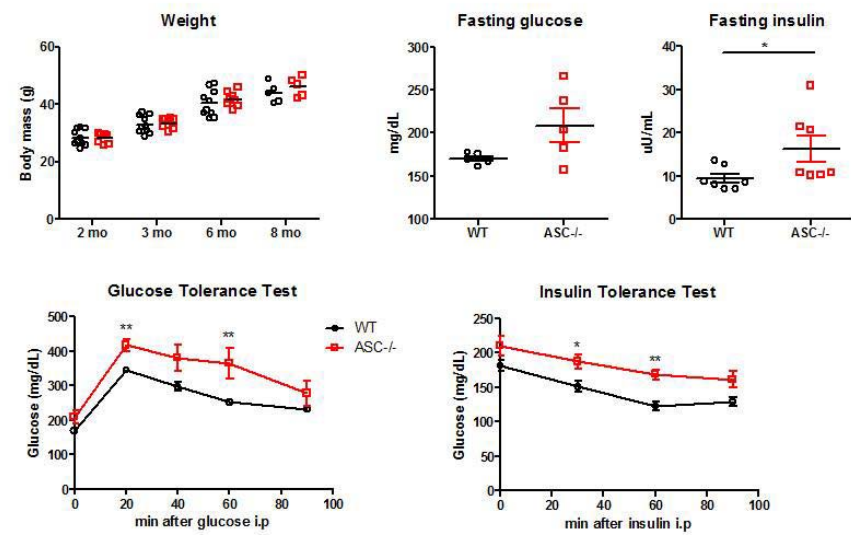 Weight
Body mass (g)
60
40
20
0
2 mo 3 mo 6 mo 8 mo
Fasting glucose
mg/dL
300
250
200
150
100
WT ASC-/-
Fasting insulin
uU/mL
40
30
20
10
0
*
WT ASC-/-
Glucose Tolerance Test
Glucose (mg/dL)
500
400
300
200
100
0
** **
0 20 40 60 80 100
min after glucose i.p
WT
ASC-/-
Insulin Tolerance Test
Glucose (mg/dL)
250
200
150
100
50
0
* **
0 20 40 60 80 100
min after insulin i.p